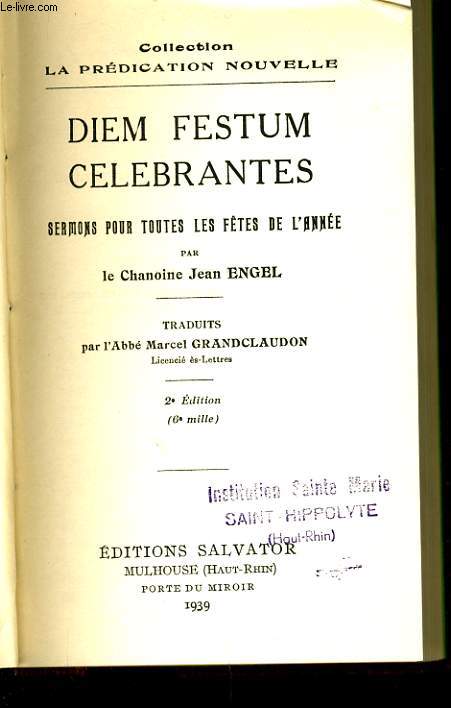 Le-livre.com
Collection
LA PRÉDICATION NOUVELLE
DIEM FESTUM
CELEBRANTES
SERMONS POUR TOUTES LES FÊTES DE L'ANNÉE
PAR
le Chanoine Jean ENGEL
TRADUITS
par l'Abbé Marcel GRANDCLAUDON
Licencié ès-Lettres
2e Édition
(6e mille)
Institution Sainte Marie
SAINT-HIPPOLYTE
(Haut-Rhin)
ÉDITIONS SALVATOR
MULHOUSE (HAUT-RHIN)
PORTE DU MIROIR
1939